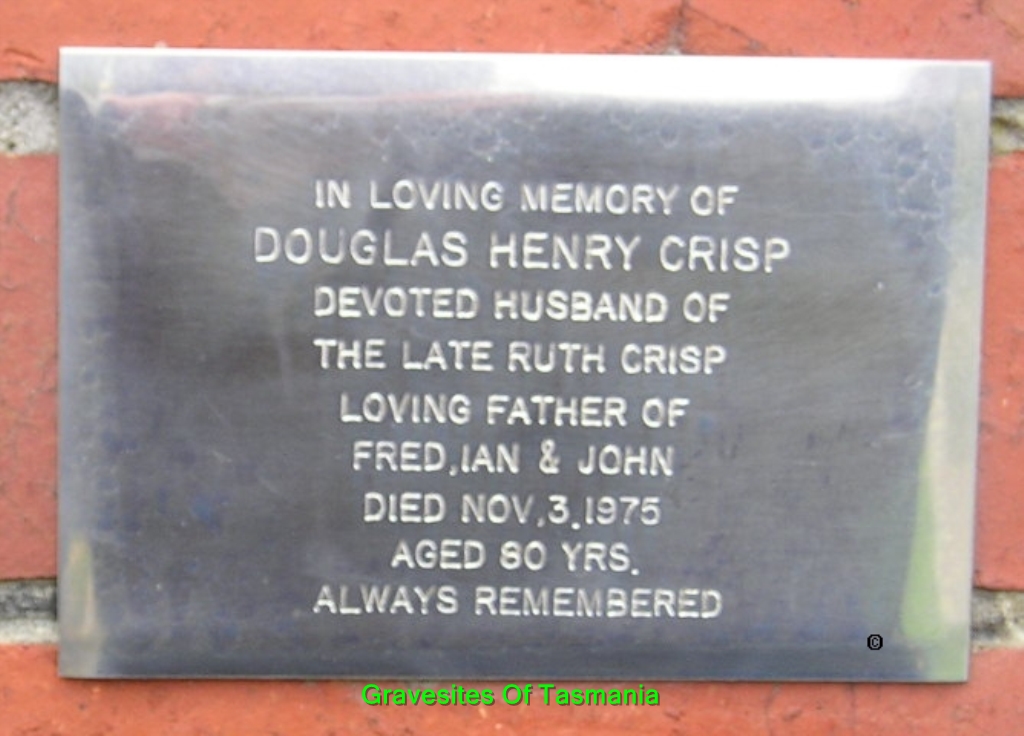 IN LOVING MEMORY OF
DOUGLAS HENRY CRISP
DEVOTED HUSBAND OF
THE LATE RUTH CRISP
LOVING FATHER OF
FRED, IAN & JOHN
DIED NOV. 3. 1975
AGED 80 YRS.
ALWAYS REMEMBERED
©
Gravesites Of Tasmania